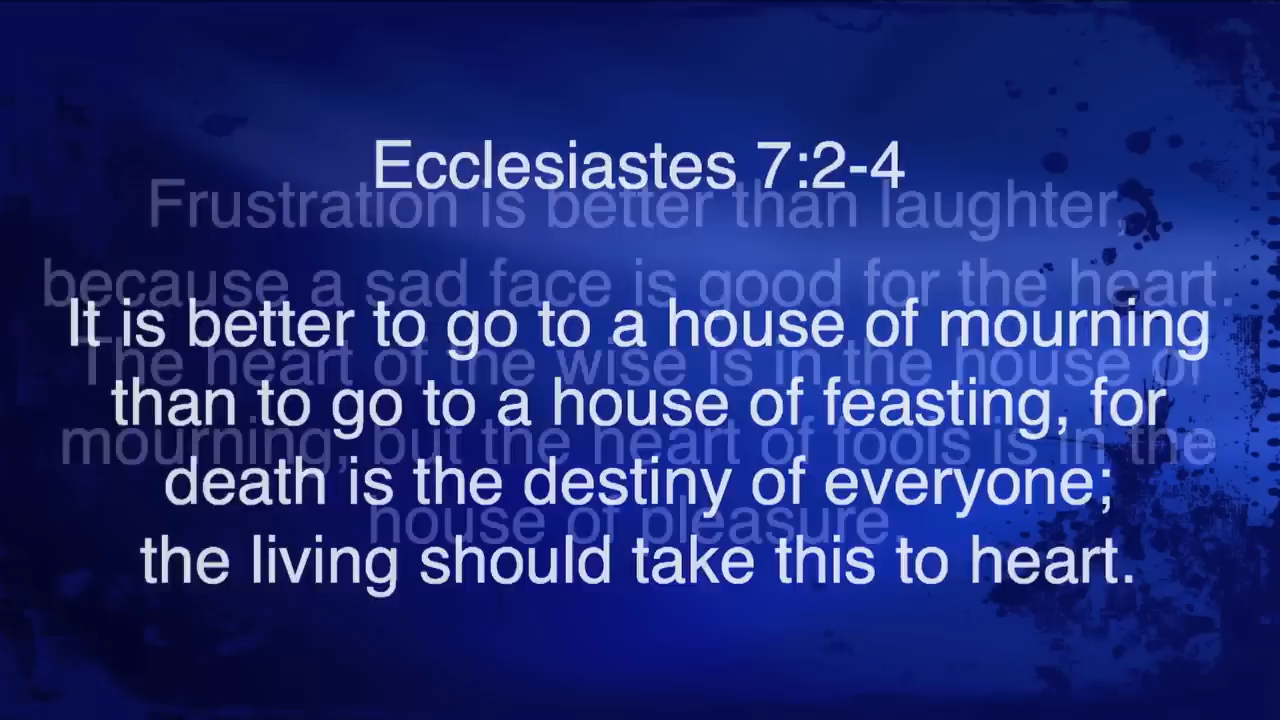 Ecclesiastes 7:2-4
It is better to go to a house of mourning
than to go to a house of feasting, for
death is the destiny of everyone;
the living should take this to heart.
Frustration is better than laughter,
because a sad face is good for the heart.
The heart of the wise is in the house of
mourning, but the heart of fools is in the
house of pleasure.